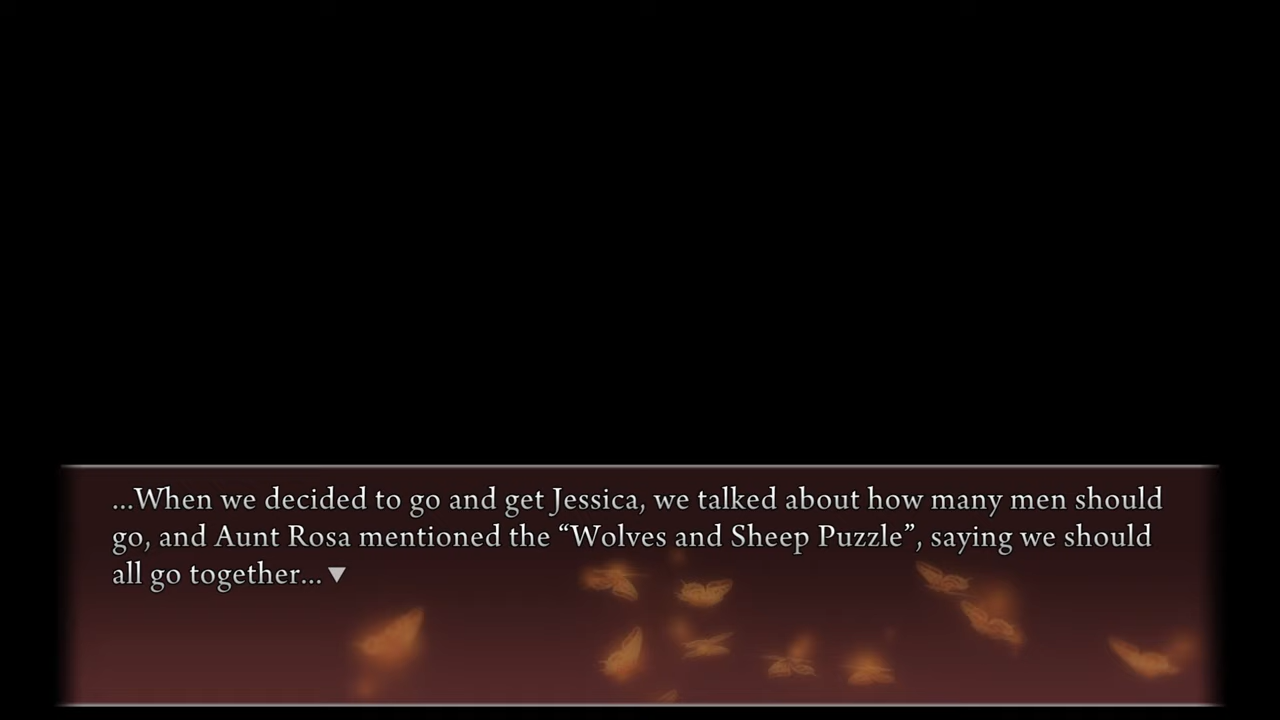 ...When we decided to go and get Jessica, we talked about how many men should
go, and Aunt Rosa mentioned the “Wolves and Sheep Puzzle”, saying we should
all go together...